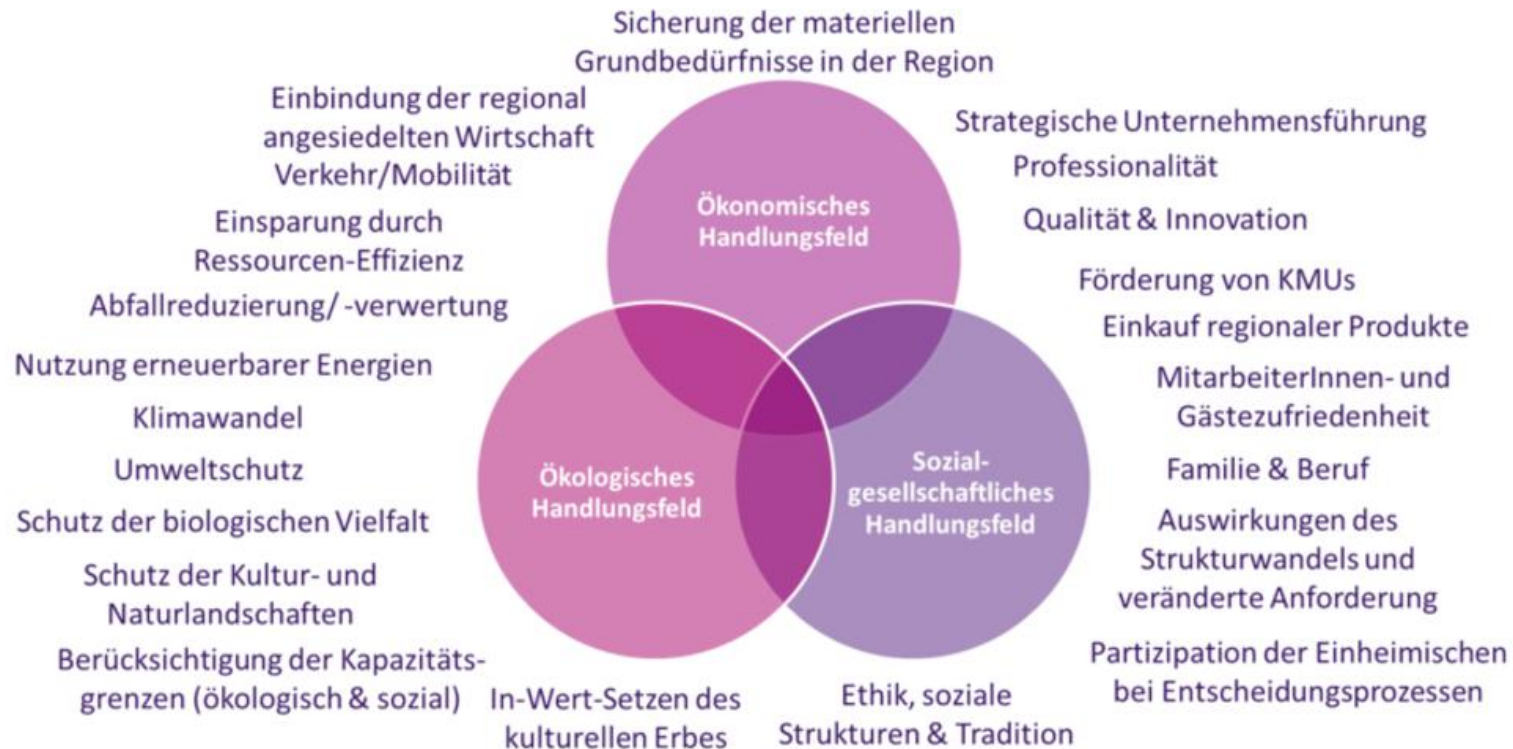 Sicherung der materiellen
Grundbedürfnisse in der Region
Einbindung der regional
angesiedelten Wirtschaft
Verkehr/Mobilität
Einsparung durch
Ressourcen-Effizienz
Abfallreduzierung/ -verwertung
Nutzung erneuerbarer Energien
Klimawandel
Umweltschutz
Schutz der biologischen Vielfalt
Schutz der Kultur- und
Naturlandschaften
Berücksichtigung der Kapazitäts-
grenzen (ökologisch & sozial)
In-Wert-Setzen des
kulturellen Erbes
Ökonomisches
Handlungsfeld
Ökologisches
Handlungsfeld
Sozial-
gesellschaftliches
Handlungsfeld
Strategische Unternehmensführung
Professionalität
Qualität & Innovation
Förderung von KMUs
Einkauf regionaler Produkte
MitarbeiterInnen- und
Gästezufriedenheit
Familie & Beruf
Auswirkungen des
Strukturwandels und
veränderte Anforderung
Partizipation der Einheimischen
bei Entscheidungsprozessen
Ethik, soziale
Strukturen & Tradition